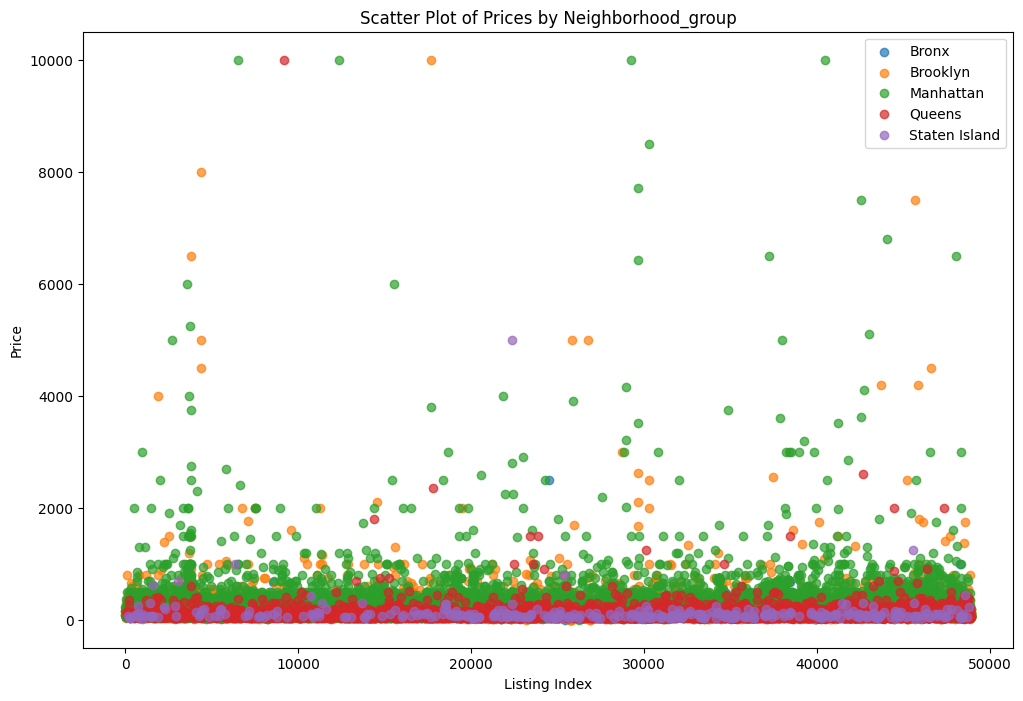 Scatter Plot of Prices by Neighborhood_group
Bronx
Brooklyn
Manhattan
Queens
Staten Island
10000
8000
6000
4000
2000
0
Price
0 10000 20000 30000 40000 50000
Listing Index